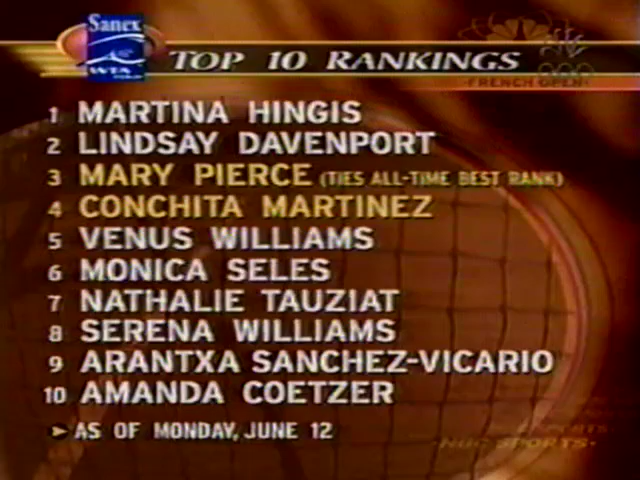 Sanex
WTA
TOP 10 RANKINGS
FRENCH OPEN
1 MARTINA HINGIS
2 LINDSAY DAVENPORT
3 MARY PIERCE (TIES ALL-TIME BEST RANK)
4 CONCHITA MARTINEZ
5 VENUS WILLIAMS
6 MONICA SELES
7 NATHALIE TAUZIAT
8 SERENA WILLIAMS
9 ARANTXA SANCHEZ-VICARIO
10 AMANDA COETZER
AS OF MONDAY, JUNE 12
NBC SPORTS